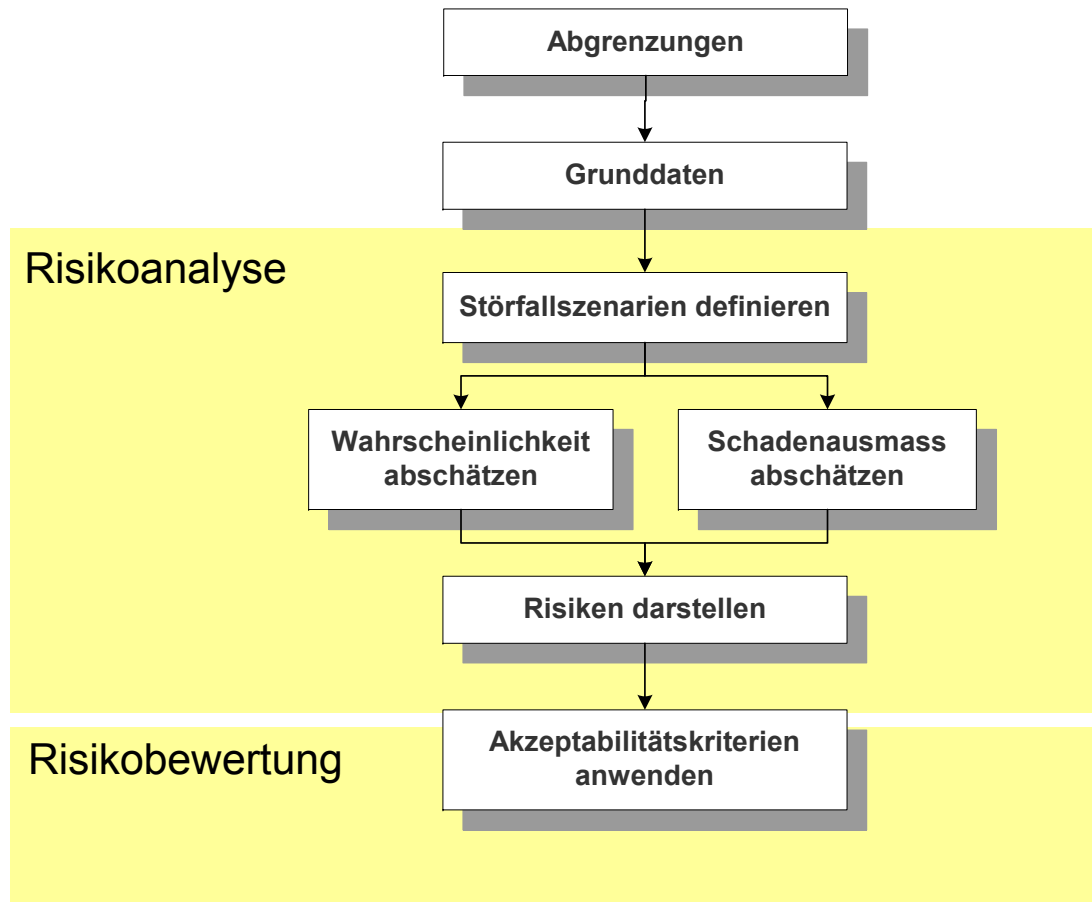 Abgrenzungen
Grunddaten
Risikoanalyse
Störfallszenarien definieren
Wahrscheinlichkeit
abschätzen
Schadenausmass
abschätzen
Risiken darstellen
Risikobewertung
Akzeptabilitätskriterien
anwenden